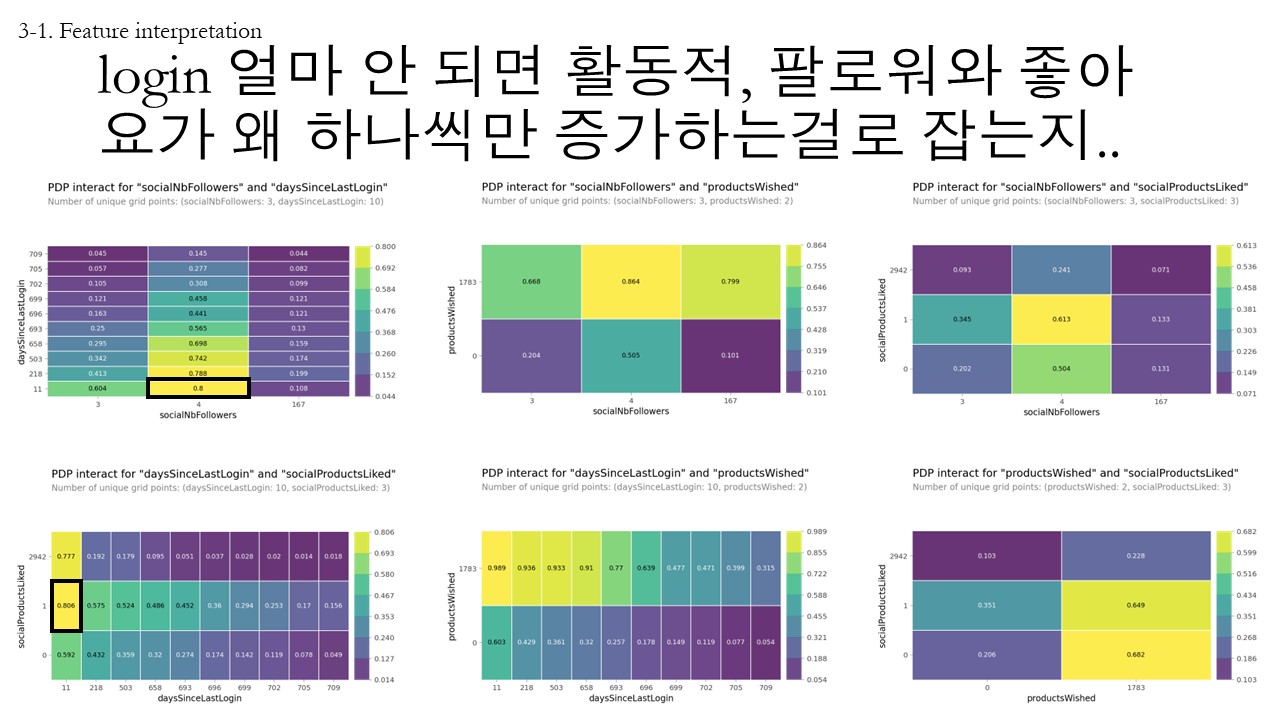 3-1. Feature interpretation
login 얼마 안 되면 활동적, 팔로워와 좋아
요가 왜 하나씩만 증가하는걸로 잡는지..
PDP interact for "socialNbFollowers" and "daysSinceLastLogin"
Number of unique grid points: (socialNbFollowers: 3, daysSinceLastLogin: 10)
709 0.045 0.145 0.044 0.800
705 0.057 0.277 0.082 0.692
702 0.105 0.308 0.099 0.584
699 0.121 0.458 0.121
696 0.163 0.441 0.121 0.476
693 0.25 0.565 0.13 0.368
658 0.295 0.698 0.159 0.260
503 0.342 0.742 0.174
218 0.413 0.788 0.199 0.152
11 0.604 0.8 0.108 0.044
3 4 167
socialNbFollowers
daysSinceLastLogin
PDP interact for "socialNbFollowers" and "productsWished"
Number of unique grid points: (socialNbFollowers: 3, productsWished: 2)
1783 0.668 0.864 0.799
0 0.204 0.505 0.101
3 4 167
socialNbFollowers
productsWished
0.864
0.755
0.646
0.537
0.428
0.319
0.210
0.101
PDP interact for "socialNbFollowers" and "socialProductsLiked"
Number of unique grid points: (socialNbFollowers: 3, socialProductsLiked: 3)
2942 0.093 0.241 0.071
1 0.345 0.613 0.133
0 0.202 0.504 0.131
3 4 167
socialNbFollowers
socialProductsLiked
0.613
0.536
0.458
0.381
0.303
0.226
0.149
0.071
PDP interact for "daysSinceLastLogin" and "socialProductsLiked"
Number of unique grid points: (daysSinceLastLogin: 10, socialProductsLiked: 3)
2942 0.777 0.192 0.179 0.095 0.051 0.037 0.028 0.02 0.014 0.018
1 0.806 0.575 0.524 0.486 0.452 0.36 0.294 0.253 0.17 0.156
0 0.592 0.432 0.359 0.32 0.274 0.174 0.142 0.119 0.078 0.049
11 218 503 658 693 696 699 702 705 709
daysSinceLastLogin
socialProductsLiked
0.806
0.693
0.580
0.467
0.353
0.240
0.127
0.014
PDP interact for "daysSinceLastLogin" and "productsWished"
Number of unique grid points: (daysSinceLastLogin: 10, productsWished: 2)
1783 0.989 0.936 0.933 0.91 0.77 0.639 0.477 0.471 0.399 0.315
0 0.603 0.429 0.361 0.32 0.257 0.178 0.149 0.119 0.077 0.054
11 218 503 658 693 696 699 702 705 709
daysSinceLastLogin
productsWished
0.989
0.855
0.722
0.588
0.455
0.321
0.188
0.054
PDP interact for "productsWished" and "socialProductsLiked"
Number of unique grid points: (productsWished: 2, socialProductsLiked: 3)
2942 0.103 0.228
1 0.351 0.649
0 0.206 0.682
0 1783
productsWished
socialProductsLiked
0.682
0.599
0.516
0.434
0.351
0.268
0.186
0.103